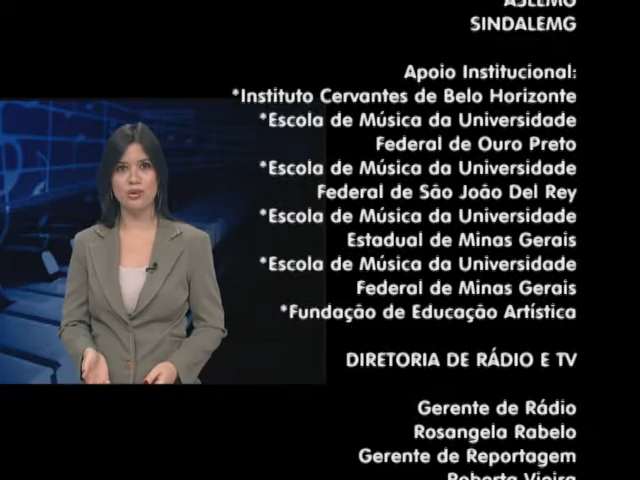 ASLEMG
SINDALEMG
Apoio Institucional:
*Instituto Cervantes de Belo Horizonte
*Escola de Música da Universidade
Federal de Ouro Preto
*Escola de Música da Universidade
Federal de São João Del Rey
*Escola de Música da Universidade
Estadual de Minas Gerais
*Escola de Música da Universidade
Federal de Minas Gerais
*Fundação de Educação Artística
DIRETORIA DE RÁDIO E TV
Gerente de Rádio
Rosangela Rabelo
Gerente de Reportagem
Roberta Vieira